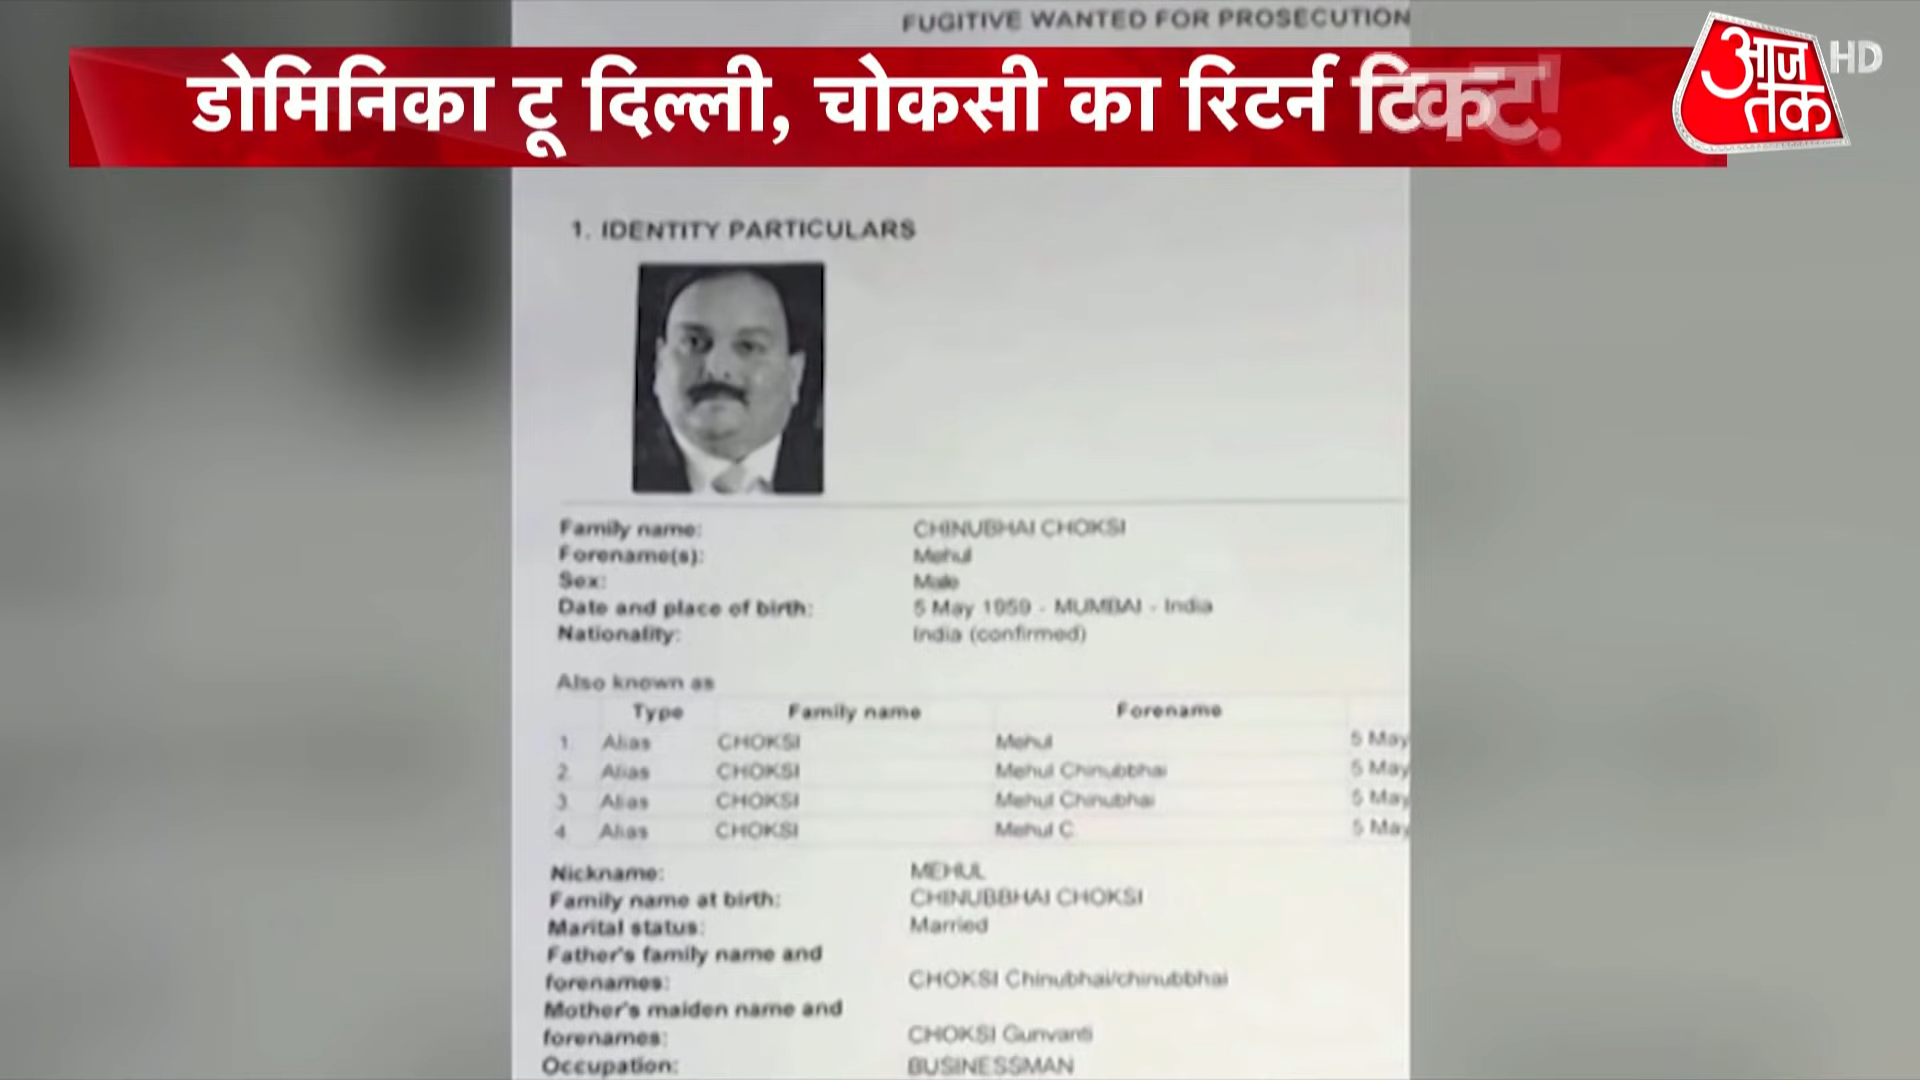 FUGITIVE WANTED FOR PROSECUTION
डोमिनिका टू दिल्ली, चोकसी का रिटर्न टिकट!
आज तक HD
1. IDENTITY PARTICULARS
Family name: CHINUBHAI CHOKSI
Forename(s): Mehul
Sex: Male
Date and place of birth: 5 May 1959 - MUMBAI - India
Nationality: India (confirmed)
Also known as
Type Family name Forename
1. Alias CHOKSI Mehul 5 May
2. Alias CHOKSI Mehul Chinubbhai 5 May
3. Alias CHOKSI Mehul Chinubhai 5 May
4. Alias CHOKSI Mehul C. 5 May
Nickname: MEHUL
Family name at birth: CHINUBBHAI CHOKSI
Marital status: Married
Father's family name and
forenames: CHOKSI Chinubhai/chinubbhai
Mother's maiden name and
forenames: CHOKSI Gunvanti
Occupation: BUSINESSMAN